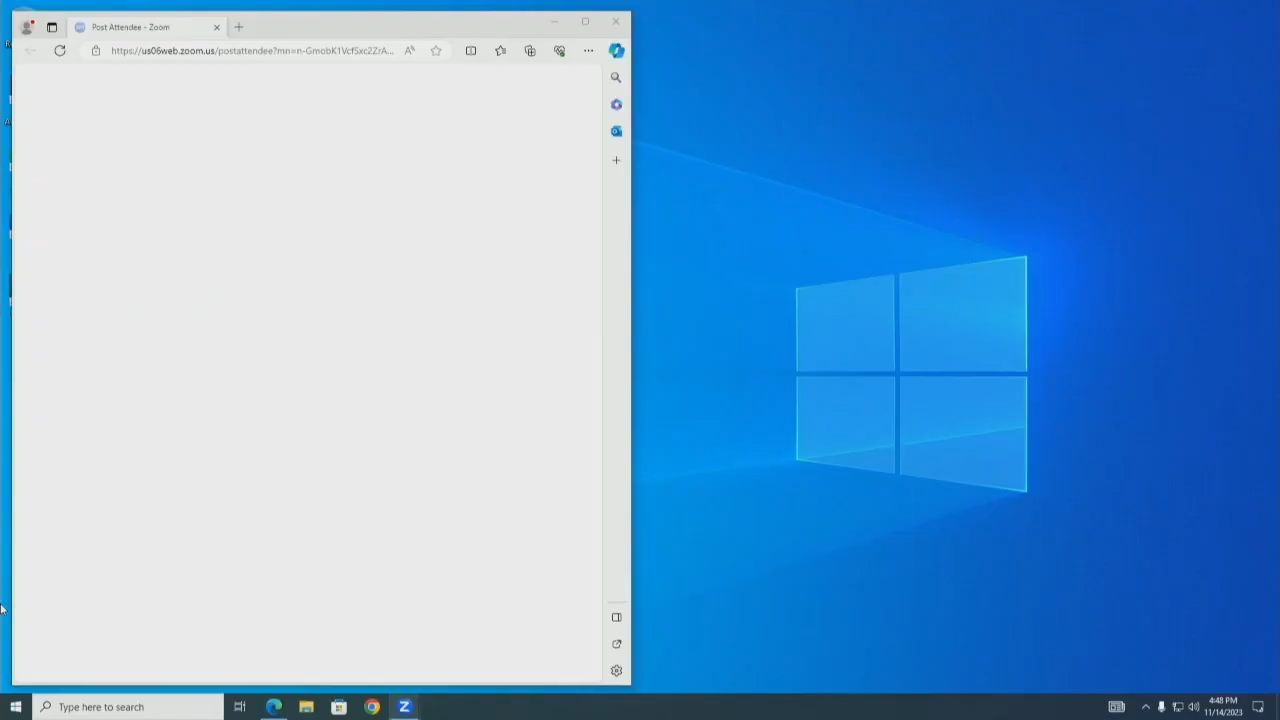 Post Attendee - Zoom
https://us06web.zoom.us/postattendee?mn=n-GmobK1Vcf5xc2ZrA...
Type here to search
4:48 PM
11/14/2023